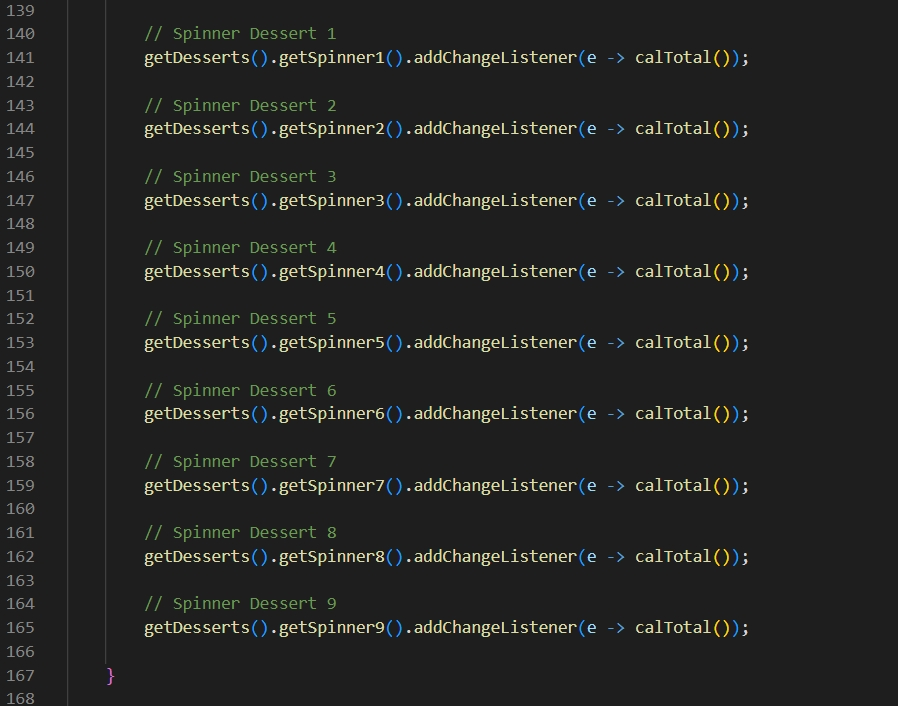 139
140 // Spinner Dessert 1
141 getDesserts().getSpinner1().addChangeListener(e -> calTotal());
142
143 // Spinner Dessert 2
144 getDesserts().getSpinner2().addChangeListener(e -> calTotal());
145
146 // Spinner Dessert 3
147 getDesserts().getSpinner3().addChangeListener(e -> calTotal());
148
149 // Spinner Dessert 4
150 getDesserts().getSpinner4().addChangeListener(e -> calTotal());
151
152 // Spinner Dessert 5
153 getDesserts().getSpinner5().addChangeListener(e -> calTotal());
154
155 // Spinner Dessert 6
156 getDesserts().getSpinner6().addChangeListener(e -> calTotal());
157
158 // Spinner Dessert 7
159 getDesserts().getSpinner7().addChangeListener(e -> calTotal());
160
161 // Spinner Dessert 8
162 getDesserts().getSpinner8().addChangeListener(e -> calTotal());
163
164 // Spinner Dessert 9
165 getDesserts().getSpinner9().addChangeListener(e -> calTotal());
166
167 }
168